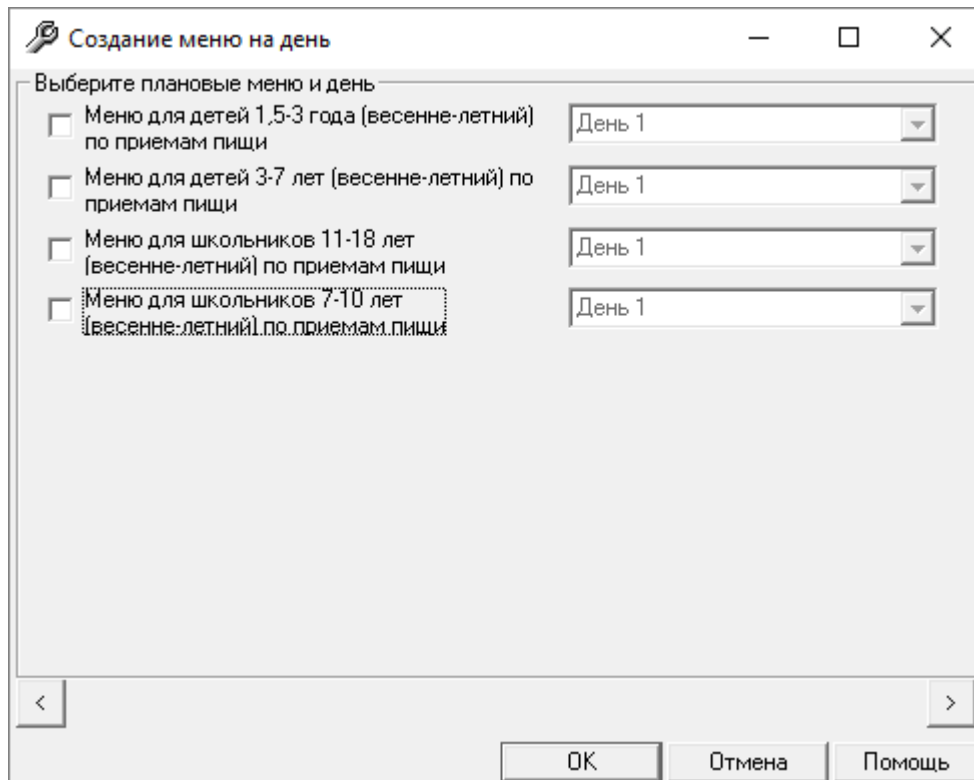 Создание меню на день
Выберите плановые меню и день
Меню для детей 1,5-3 года (весенне-летний)
по приемам пищи
День 1
Меню для детей 3-7 лет (весенне-летний) по
приемам пищи
День 1
Меню для школьников 11-18 лет
(весенне-летний) по приемам пищи
День 1
Меню для школьников 7-10 лет
(весенне-летний) по приемам пищи
День 1
< >
OK Отмена Помощь